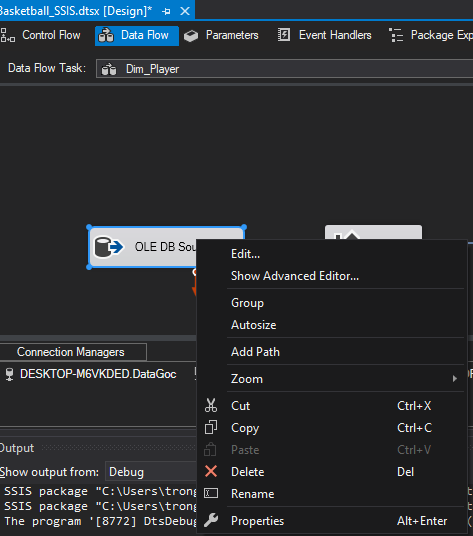 Basketball_SSIS.dtsx [Design]*
Control Flow
Data Flow
Parameters
Event Handlers
Package Exp
Data Flow Task:
Dim_Player
OLE DB Sou
Edit...
Show Advanced Editor...
Group
Autosize
Add Path
Zoom
Cut Ctrl+X
Copy Ctrl+C
Paste Ctrl+V
Delete Del
Rename
Properties Alt+Enter
Connection Managers
DESKTOP-M6VKDED.DataGoc
Output
Show output from: Debug
SSIS package "C:\Users\trong
SSIS package "C:\Users\trong
The program '[8772] DtsDebug